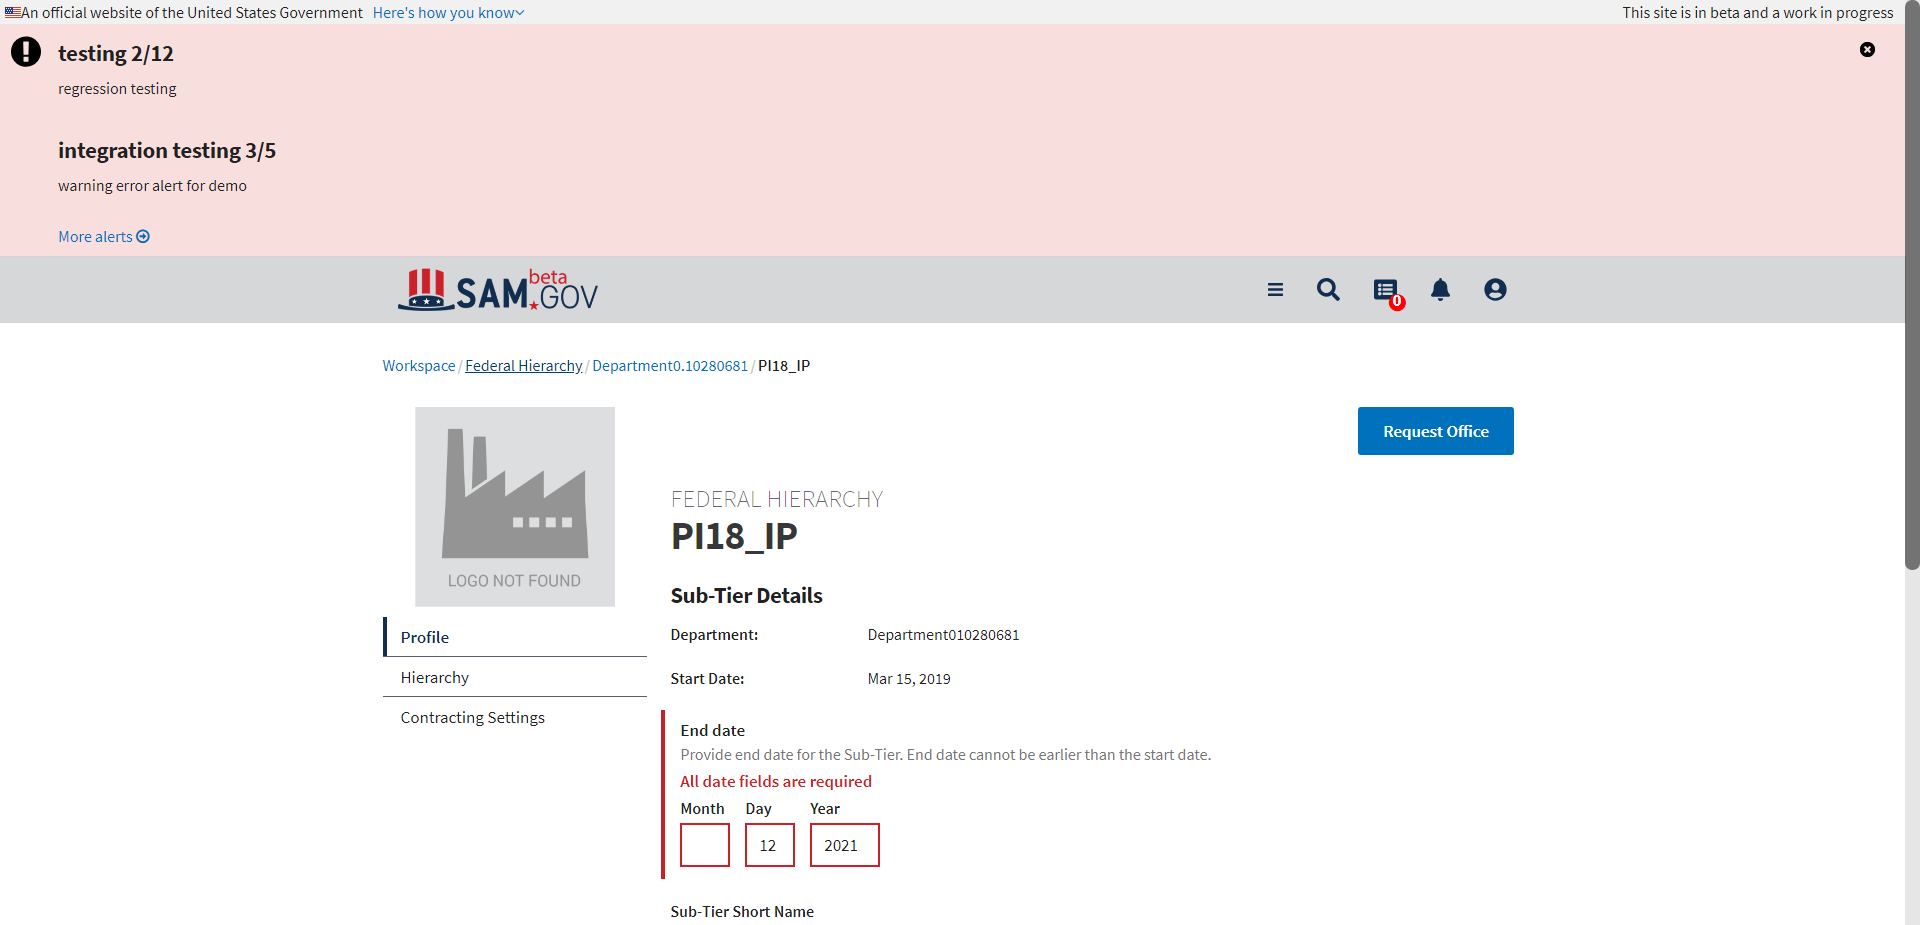 An official website of the United States Government Here's how you know
This site is in beta and a work in progress
testing 2/12
regression testing
integration testing 3/5
warning error alert for demo
More alerts
SAM.GOV beta
0
Workspace / Federal Hierarchy / Department0.10280681 / PI18_IP
LOGO NOT FOUND
Request Office
Profile
Hierarchy
Contracting Settings
FEDERAL HIERARCHY
PI18_IP
Sub-Tier Details
Department: Department010280681
Start Date: Mar 15, 2019
End date
Provide end date for the Sub-Tier. End date cannot be earlier than the start date.
All date fields are required
Month Day Year
12 2021
Sub-Tier Short Name